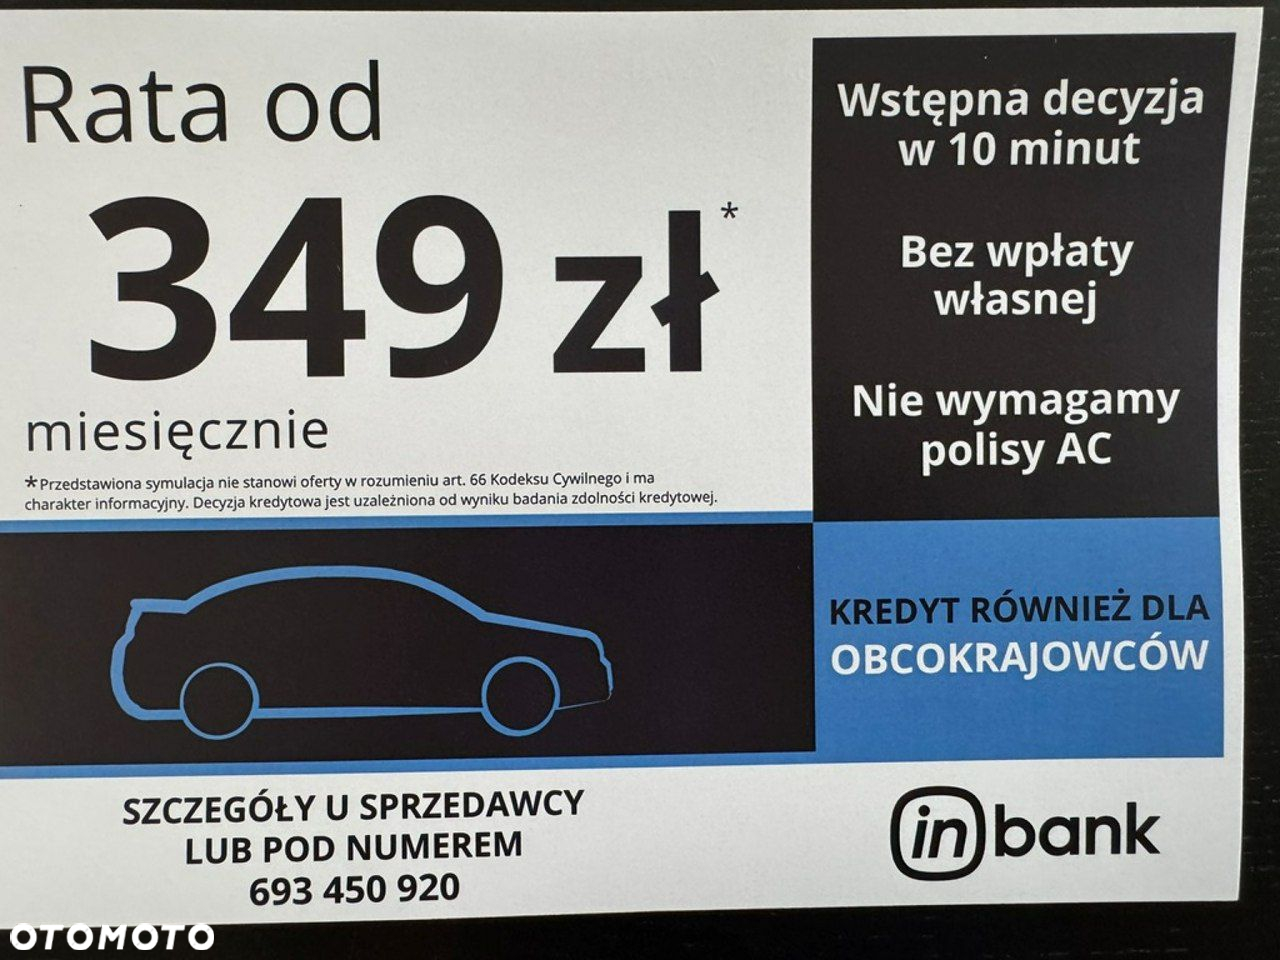 Rata od
349 zł*
miesięcznie
*Przedstawiona symulacja nie stanowi oferty w rozumieniu art. 66 Kodeksu Cywilnego i ma
charakter informacyjny. Decyzja kredytowa jest uzależniona od wyniku badania zdolności kredytowej.
Wstępna decyzja
w 10 minut
Bez wpłaty
własnej
Nie wymagamy
polisy AC
KREDYT RÓWNIEŻ DLA
OBCOKRAJOWCÓW
SZCZEGÓŁY U SPRZEDAWCY
LUB POD NUMEREM
693 450 920
inbank
OTOMOTO